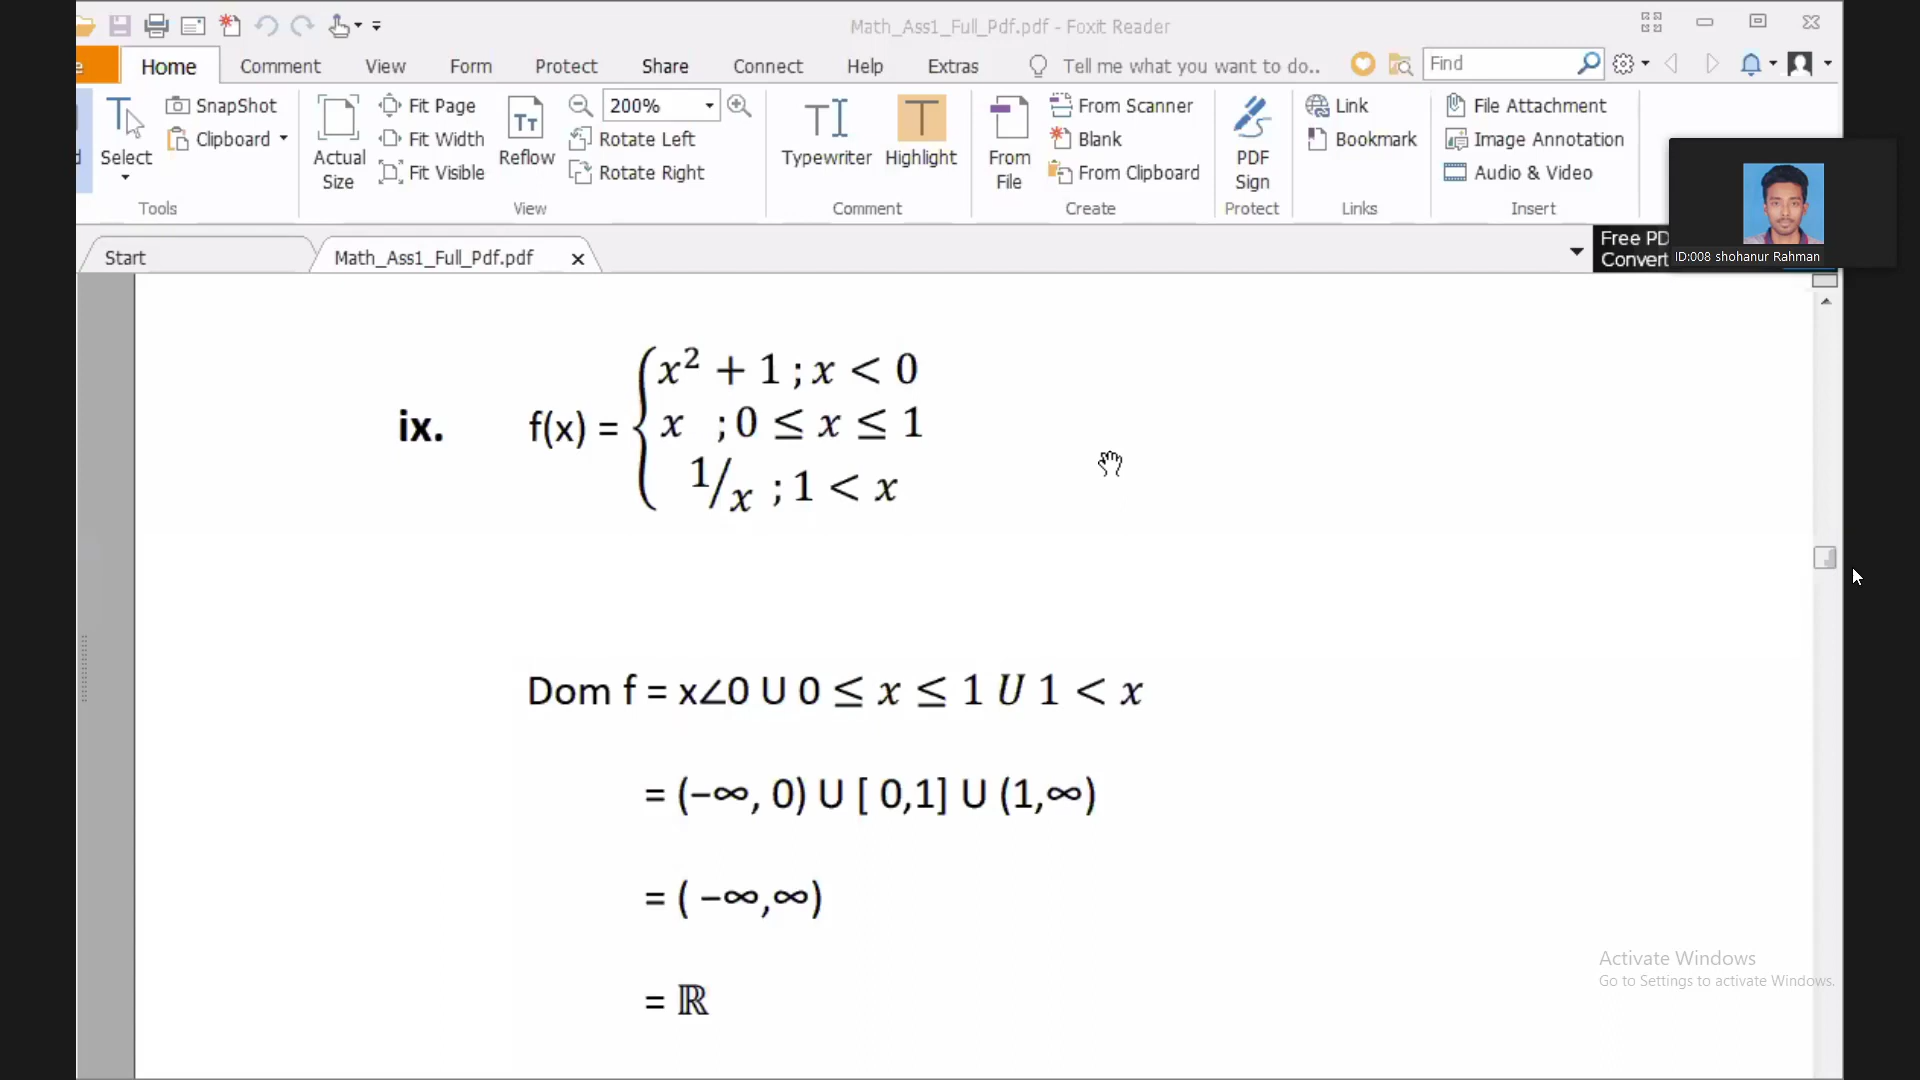 Math_Ass1_Full_Pdf.pdf - Foxit Reader
e Home Comment View Form Protect Share Connect Help Extras Tell me what you want to do.. Find
d Select SnapShot Clipboard
Tools
Actual Size Fit Page Fit Width Fit Visible Reflow 200% Rotate Left Rotate Right
View
Typewriter Highlight
Comment
From File From Scanner Blank From Clipboard
Create
PDF Sign
Protect
Link Bookmark
Links
File Attachment Image Annotation Audio & Video
Insert
Start Math_Ass1_Full_Pdf.pdf
Free PD
Convert
ID:008 shohanur Rahman
x² + 1 ; x < 0
ix. f(x) = { x ; 0 ≤ x ≤ 1
1/x ; 1 < x
Dom f = x∠0 U 0 ≤ x ≤ 1 U 1 < x
= (−∞, 0) U [ 0,1] U (1,∞)
= ( −∞,∞)
= ℝ
Activate Windows
Go to Settings to activate Windows.